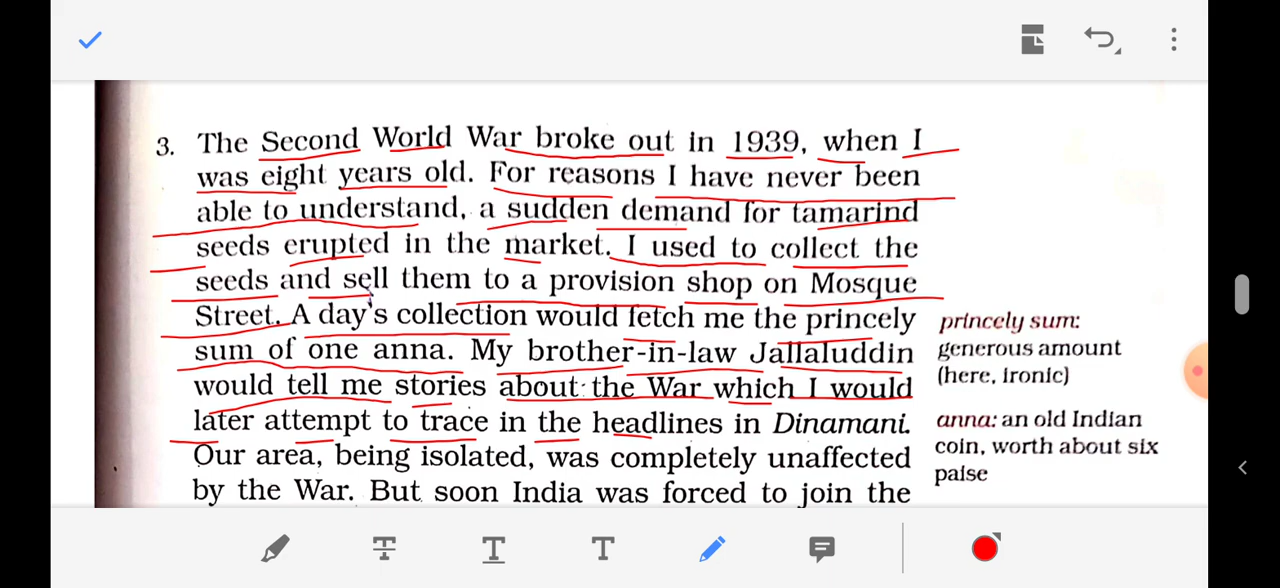 3. The Second World War broke out in 1939, when I
was eight years old. For reasons I have never been
able to understand, a sudden demand for tamarind
seeds erupted in the market. I used to collect the
seeds and sell them to a provision shop on Mosque
Street. A day's collection would fetch me the princely
sum of one anna. My brother-in-law Jallaluddin
would tell me stories about the War which I would
later attempt to trace in the headlines in Dinamani.
Our area, being isolated, was completely unaffected
by the War. But soon India was forced to join the
princely sum:
generous amount
(here, ironic)
anna: an old Indian
coin, worth about six
paise